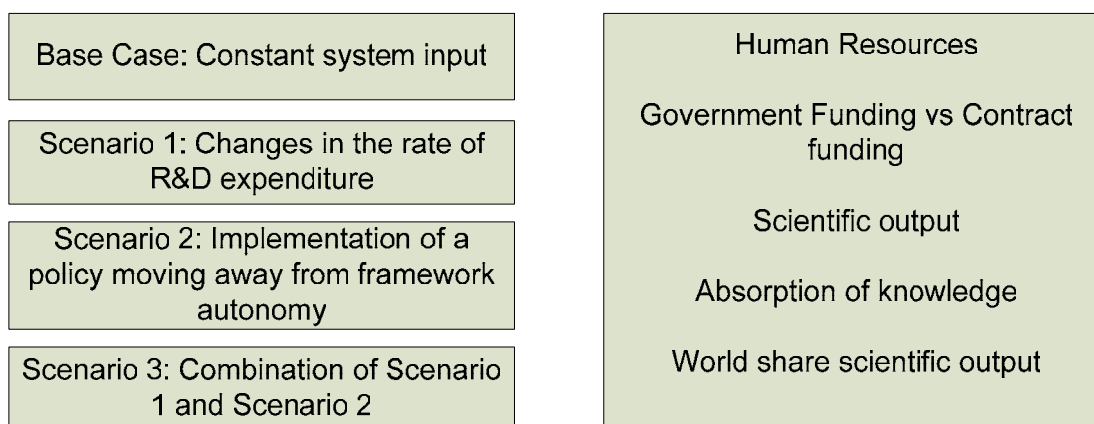 Base Case: Constant system input
Scenario 1: Changes in the rate of
R&D expenditure
Scenario 2: Implementation of a
policy moving away from framework
autonomy
Scenario 3: Combination of Scenario
1 and Scenario 2
Human Resources
Government Funding vs Contract
funding
Scientific output
Absorption of knowledge
World share scientific output